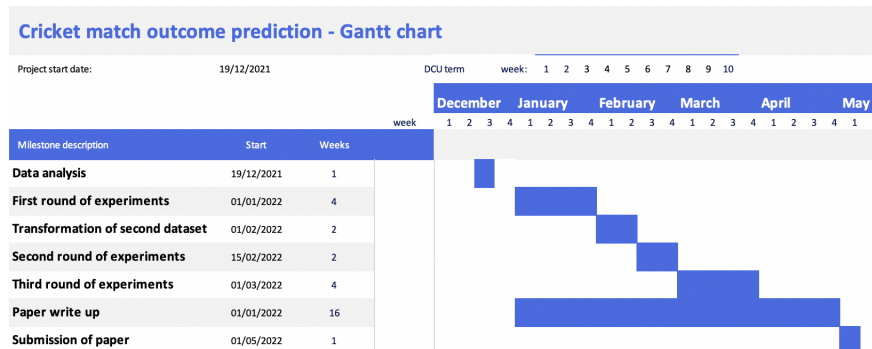 Cricket match outcome prediction - Gantt chart
Project start date: 19/12/2021 DCU term week: 1 2 3 4 5 6 7 8 9 10
December January February March April May
week 1 2 3 4 1 2 3 4 1 2 3 4 1 2 3 4 1 2 3 4 1
Milestone description Start Weeks
Data analysis 19/12/2021 1
First round of experiments 01/01/2022 4
Transformation of second dataset 01/02/2022 2
Second round of experiments 15/02/2022 2
Third round of experiments 01/03/2022 4
Paper write up 01/01/2022 16
Submission of paper 01/05/2022 1